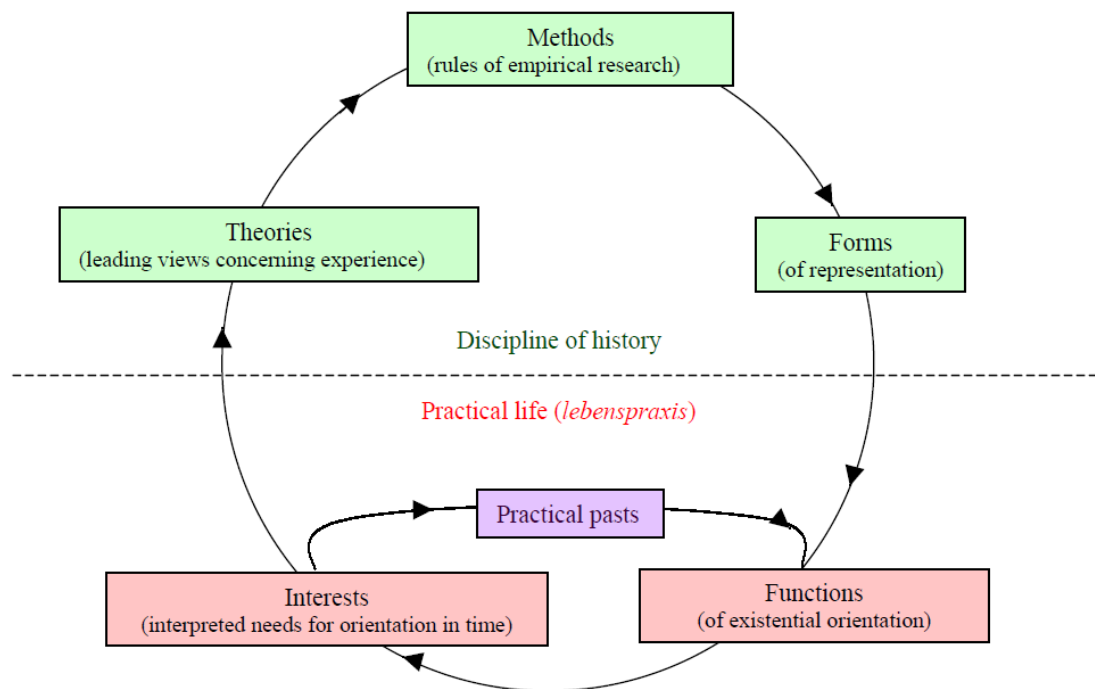 Methods
(rules of empirical research)
Theories
(leading views concerning experience)
Forms
(of representation)
Discipline of history
Practical life (lebenspraxis)
Practical pasts
Interests
(interpreted needs for orientation in time)
Functions
(of existential orientation)